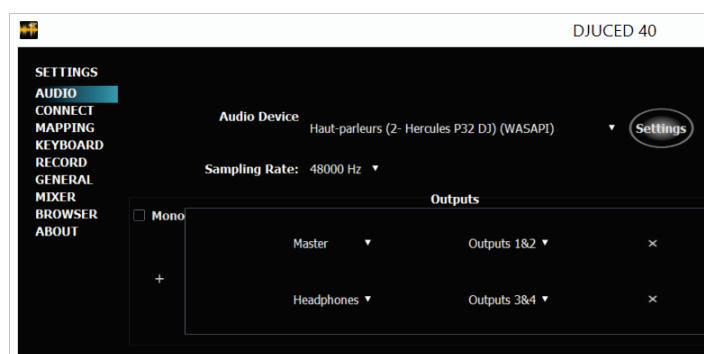 DJUCED 40
SETTINGS
AUDIO
CONNECT
MAPPING
KEYBOARD
RECORD
GENERAL
MIXER
BROWSER
ABOUT
Audio Device Haut-parleurs (2- Hercules P32 DJ) (WASAPI) Settings
Sampling Rate: 48000 Hz
Outputs
Mono
Master Outputs 1&2 ×
+
Headphones Outputs 3&4 ×